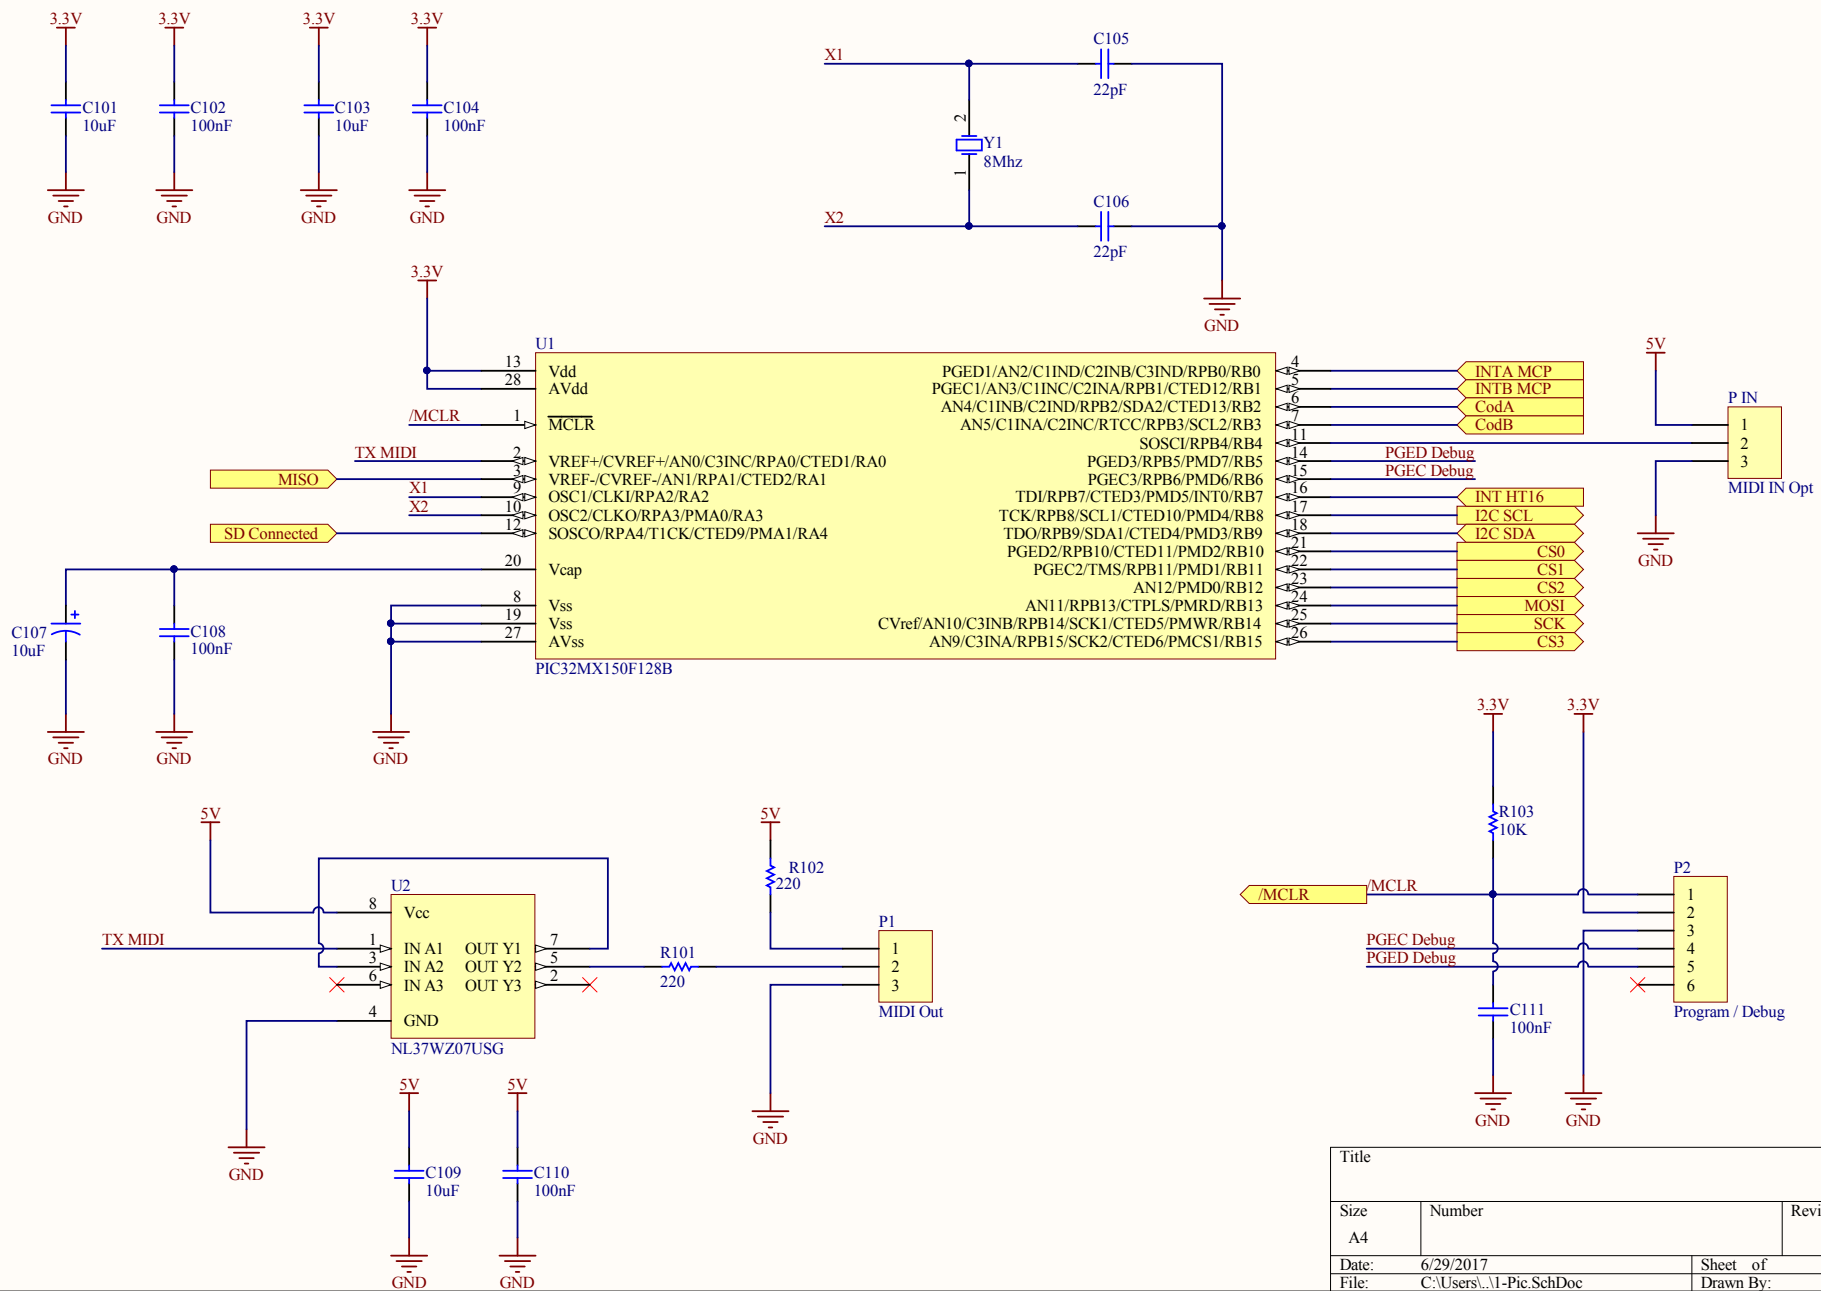 3.3V
3.3V
3.3V
3.3V
C101
10uF
C102
100nF
C103
10uF
C104
100nF
GND
GND
GND
GND
X1
C105
22pF
2
Y1
8Mhz
1
X2
C106
22pF
GND
3.3V
U1
13 Vdd
28 AVdd
/MCLR 1 MCLR
TX MIDI 2 VREF+/CVREF+/AN0/C3INC/RPA0/CTED1/RA0
MISO 3 VREF-/CVREF-/AN1/RPA1/CTED2/RA1
X1 9 OSC1/CLKI/RPA2/RA2
X2 10 OSC2/CLKO/RPA3/PMA0/RA3
SD Connected 12 SOSCO/RPA4/T1CK/CTED9/PMA1/RA4
20 Vcap
8 Vss
19 Vss
27 AVss
PIC32MX150F128B
PGED1/AN2/C1IND/C2INB/C3IND/RPB0/RB0 4 INTA MCP
PGEC1/AN3/C1INC/C2INA/RPB1/CTED12/RB1 5 INTB MCP
AN4/C1INB/C2IND/RPB2/SDA2/CTED13/RB2 6 CodA
AN5/C1INA/C2INC/RTCC/RPB3/SCL2/RB3 7 CodB
SOSCI/RPB4/RB4 11
PGED3/RPB5/PMD7/RB5 14 PGED Debug
PGEC3/RPB6/PMD6/RB6 15 PGEC Debug
TDI/RPB7/CTED3/PMD5/INT0/RB7 16 INT HT16
TCK/RPB8/SCL1/CTED10/PMD4/RB8 17 I2C SCL
TDO/RPB9/SDA1/CTED4/PMD3/RB9 18 I2C SDA
PGED2/RPB10/CTED11/PMD2/RB10 21 CS0
PGEC2/TMS/RPB11/PMD1/RB11 22 CS1
AN12/PMD0/RB12 23 CS2
AN11/RPB13/CTPLS/PMRD/RB13 24 MOSI
CVref/AN10/C3INB/RPB14/SCK1/CTED5/PMWR/RB14 25 SCK
AN9/C3INA/RPB15/SCK2/CTED6/PMCS1/RB15 26 CS3
5V
P IN
1
2
3
MIDI IN Opt
GND
+
C107
10uF
C108
100nF
GND
GND
GND
5V
U2
8 Vcc
TX MIDI 1 IN A1 OUT Y1 7
3 IN A2 OUT Y2 5
6 IN A3 OUT Y3 2
4 GND
NL37WZ07USG
GND
R101
220
5V
R102
220
P1
1
2
3
MIDI Out
GND
5V
5V
C109
10uF
C110
100nF
GND
GND
3.3V
3.3V
R103
10K
/MCLR
/MCLR
PGEC Debug
PGED Debug
P2
1
2
3
4
5
6
Program / Debug
C111
100nF
GND
GND
Title
Size Number Revi
A4
Date: 6/29/2017 Sheet of
File: C:\Users\..\1-Pic.SchDoc Drawn By: